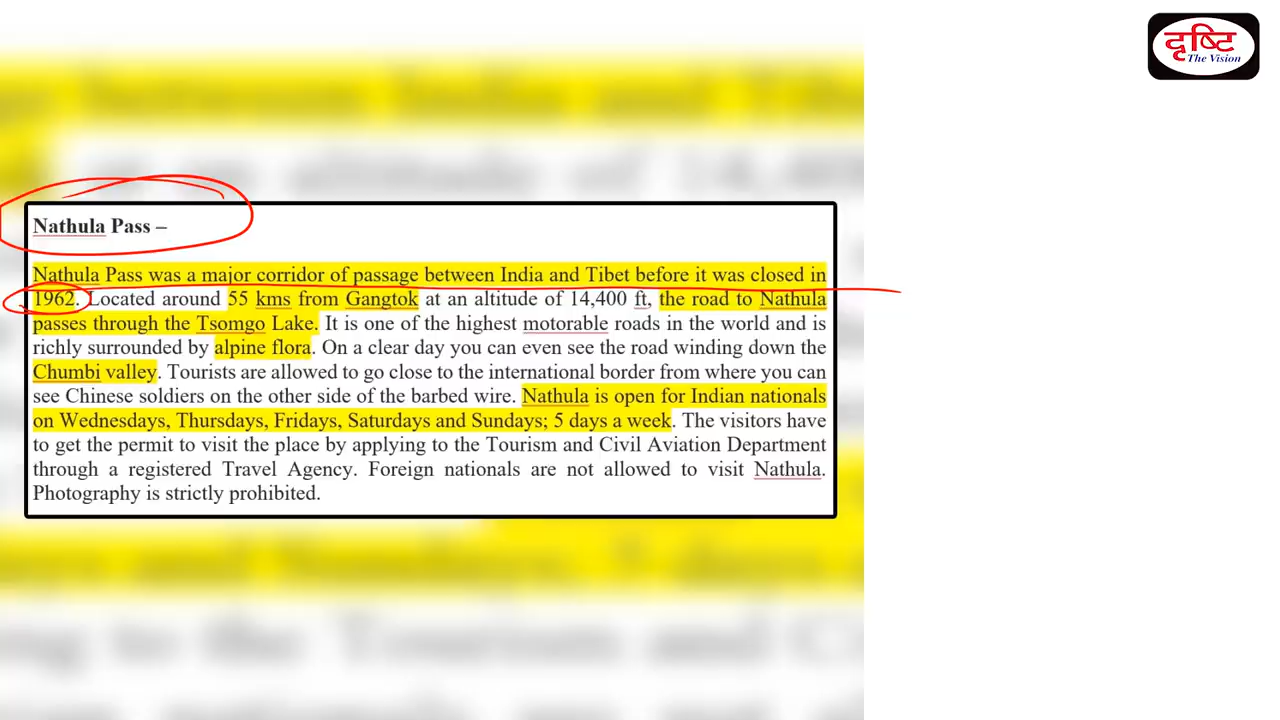 दृष्टि
The Vision
Nathula Pass –
Nathula Pass was a major corridor of passage between India and Tibet before it was closed in
1962. Located around 55 kms from Gangtok at an altitude of 14,400 ft, the road to Nathula
passes through the Tsomgo Lake. It is one of the highest motorable roads in the world and is
richly surrounded by alpine flora. On a clear day you can even see the road winding down the
Chumbi valley. Tourists are allowed to go close to the international border from where you can
see Chinese soldiers on the other side of the barbed wire. Nathula is open for Indian nationals
on Wednesdays, Thursdays, Fridays, Saturdays and Sundays; 5 days a week. The visitors have
to get the permit to visit the place by applying to the Tourism and Civil Aviation Department
through a registered Travel Agency. Foreign nationals are not allowed to visit Nathula.
Photography is strictly prohibited.